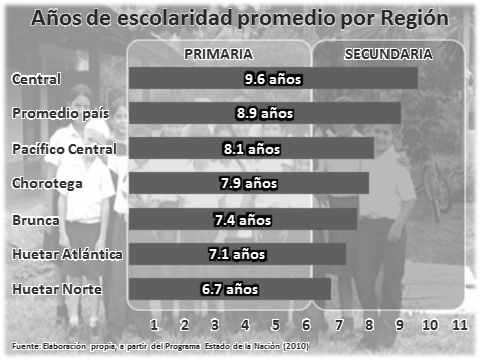 Años de escolaridad promedio por Región
PRIMARIA SECUNDARIA
Central 9.6 años
Promedio país 8.9 años
Pacífico Central 8.1 años
Chorotega 7.9 años
Brunca 7.4 años
Huetar Atlántica 7.1 años
Huetar Norte 6.7 años
1 2 3 4 5 6 7 8 9 10 11
Fuente: Elaboración propia, a partir del Programa Estado de la Nación (2010)